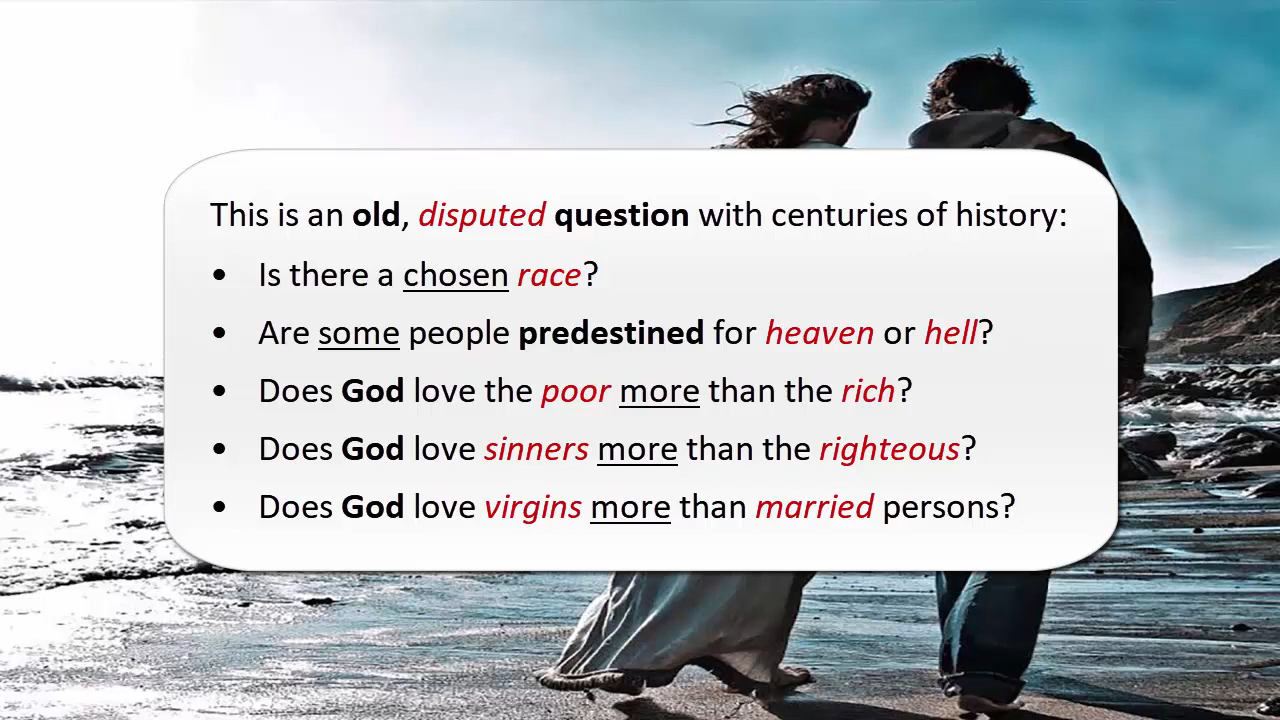 This is an old, disputed question with centuries of history:
• Is there a chosen race?
• Are some people predestined for heaven or hell?
• Does God love the poor more than the rich?
• Does God love sinners more than the righteous?
• Does God love virgins more than married persons?